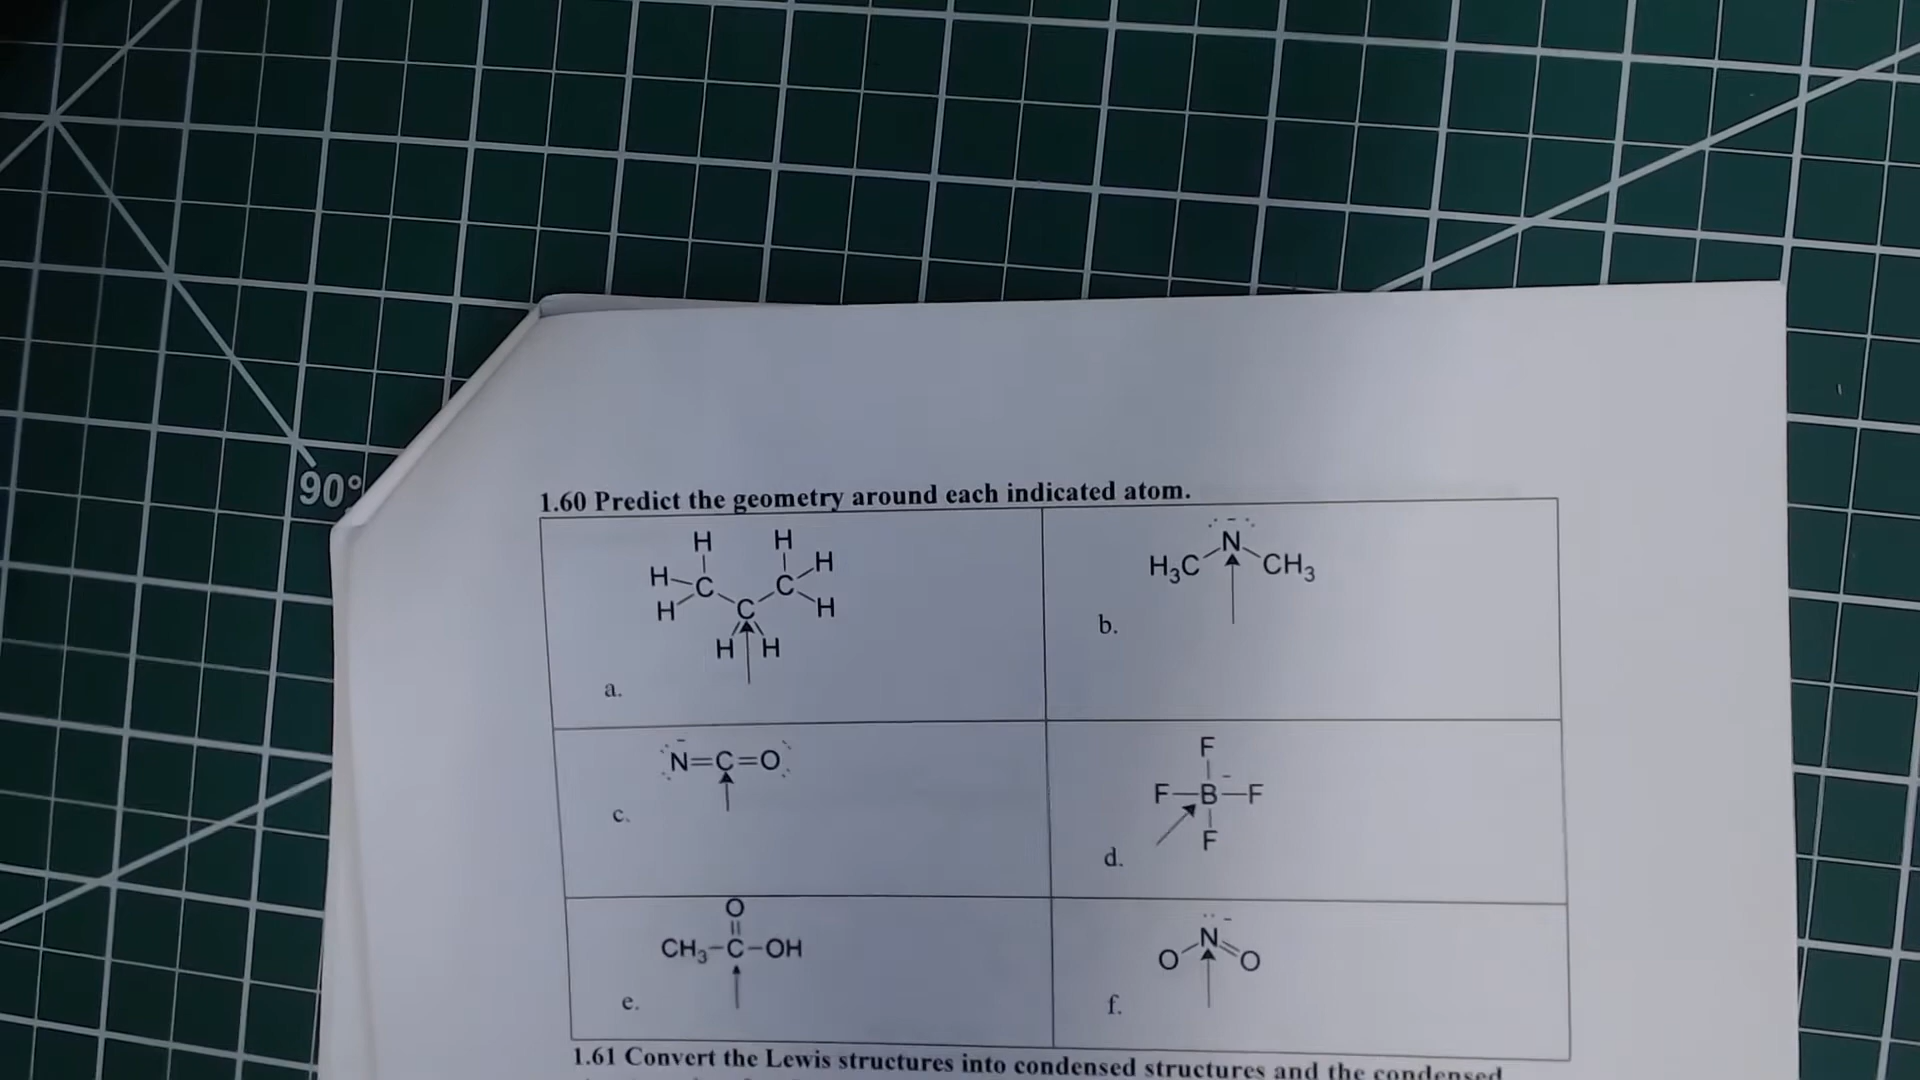 90°
1.60 Predict the geometry around each indicated atom.
H H
H C C H
H C H
H H
a.
N
H3C CH3
b.
N=C=O
c.
F
F—B—F
F
d.
O
CH3–C–OH
e.
N
O O
f.
1.61 Convert the Lewis structures into condensed structures and the condensed